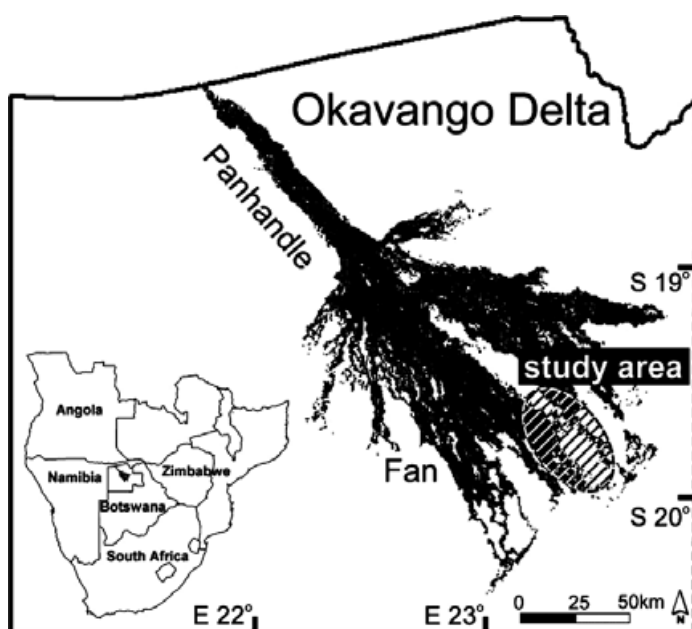 Okavango Delta
Panhandle
S 19°
study area
Angola
Fan
Namibia
Zimbabwe
Botswana
S 20°
South Africa
E 22°
E 23°
0 25 50km
N